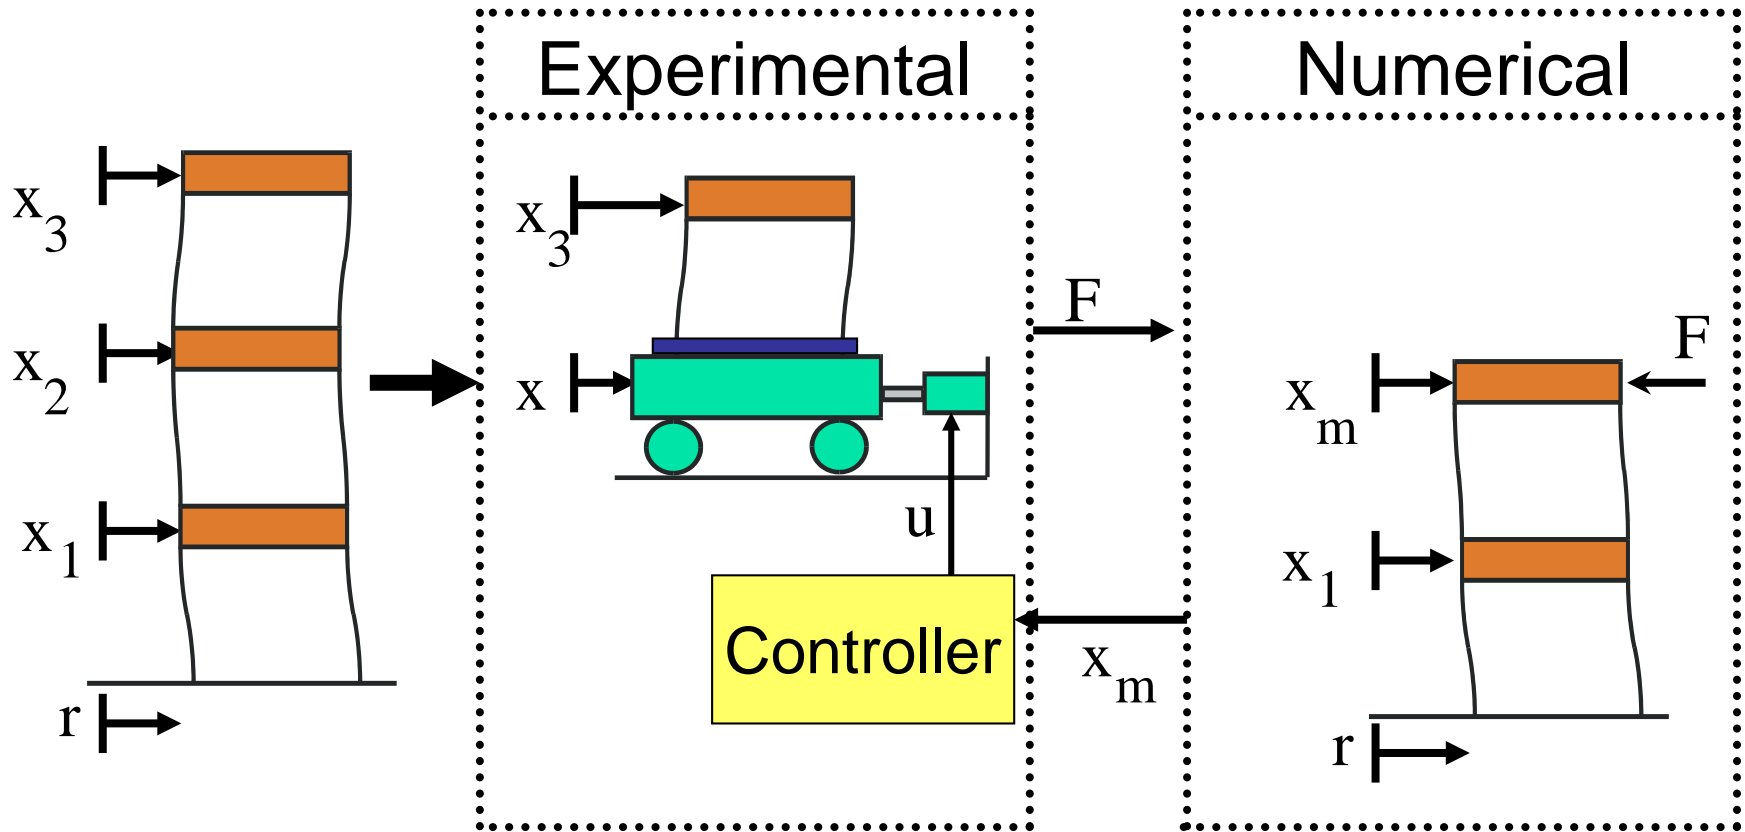 Experimental
Numerical
x3
x2
x1
r
x3
x
u
Controller
F
xm
F
xm
x1
r